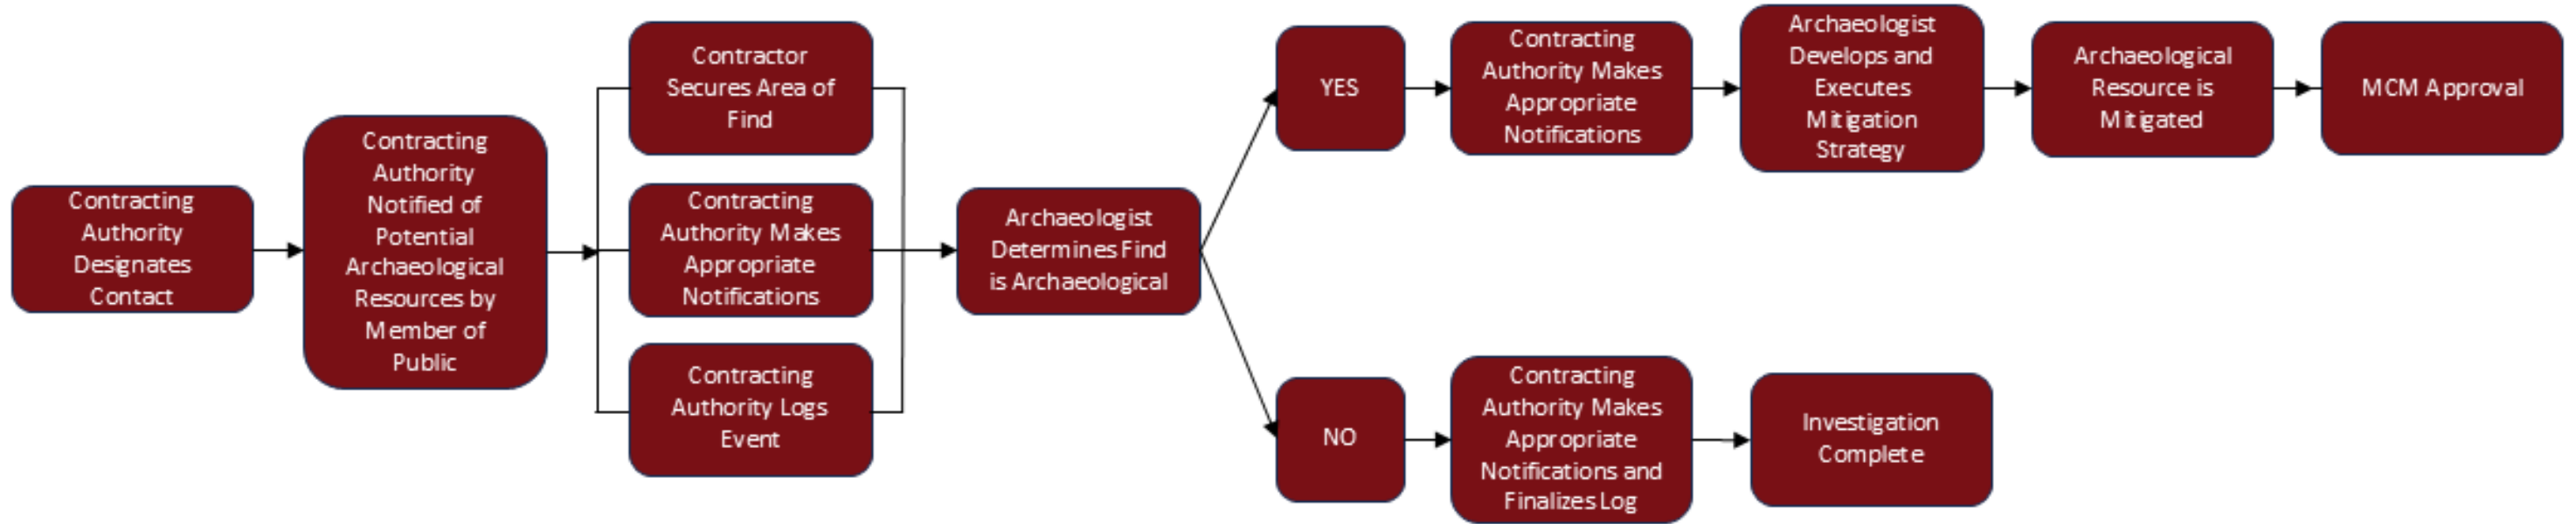 Contracting
Authority
Designates
Contact
Contracting
Authority
Notified of
Potential
Archaeological
Resources by
Member of
Public
Contractor
Secures Area of
Find
Contracting
Authority Makes
Appropriate
Notifications
Contracting
Authority Logs
Event
Archaeologist
Determines Find
is Archaeological
YES
Contracting
Authority Makes
Appropriate
Notifications
Archaeologist
Develops and
Executes
Mitigation
Strategy
Archaeological
Resource is
Mitigated
MCM Approval
NO
Contracting
Authority Makes
Appropriate
Notifications and
Finalizes Log
Investigation
Complete